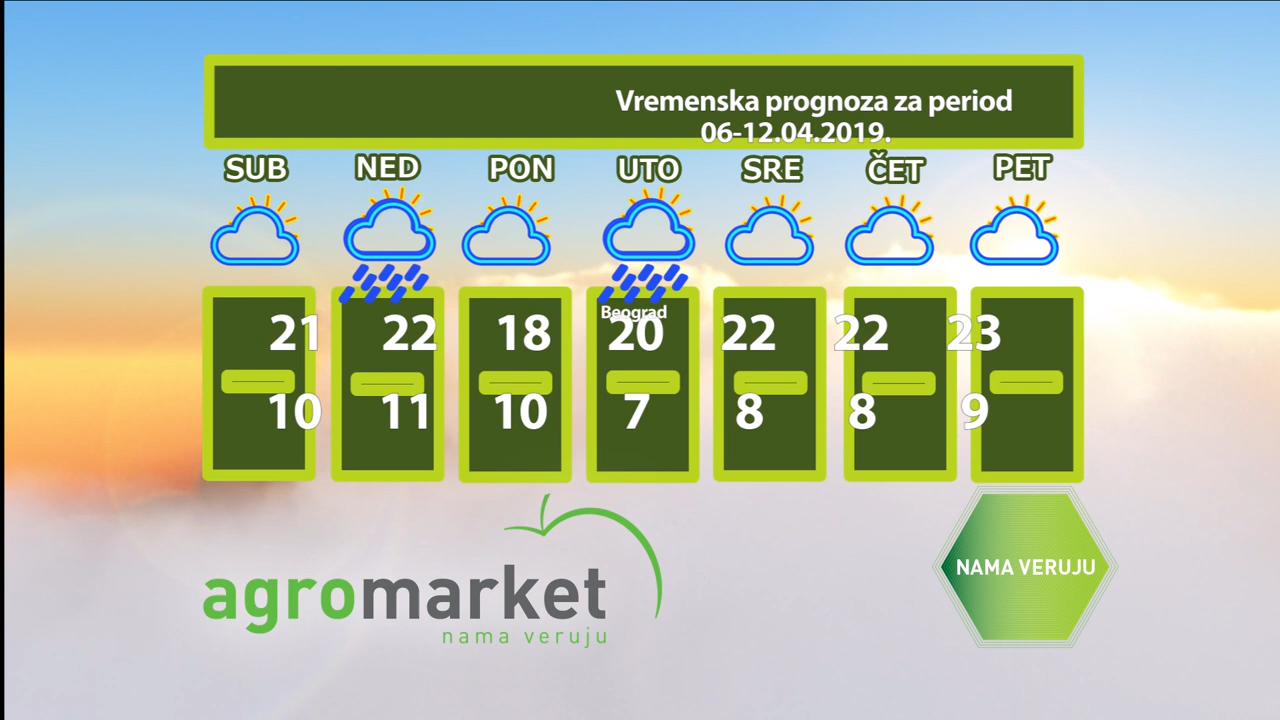 Vremenska prognoza za period
06-12.04.2019.
SUB NED PON UTO SRE ČET PET
Beograd
21 22 18 20 22 22 23
10 11 10 7 8 8 9
agromarket
nama veruju
NAMA VERUJU